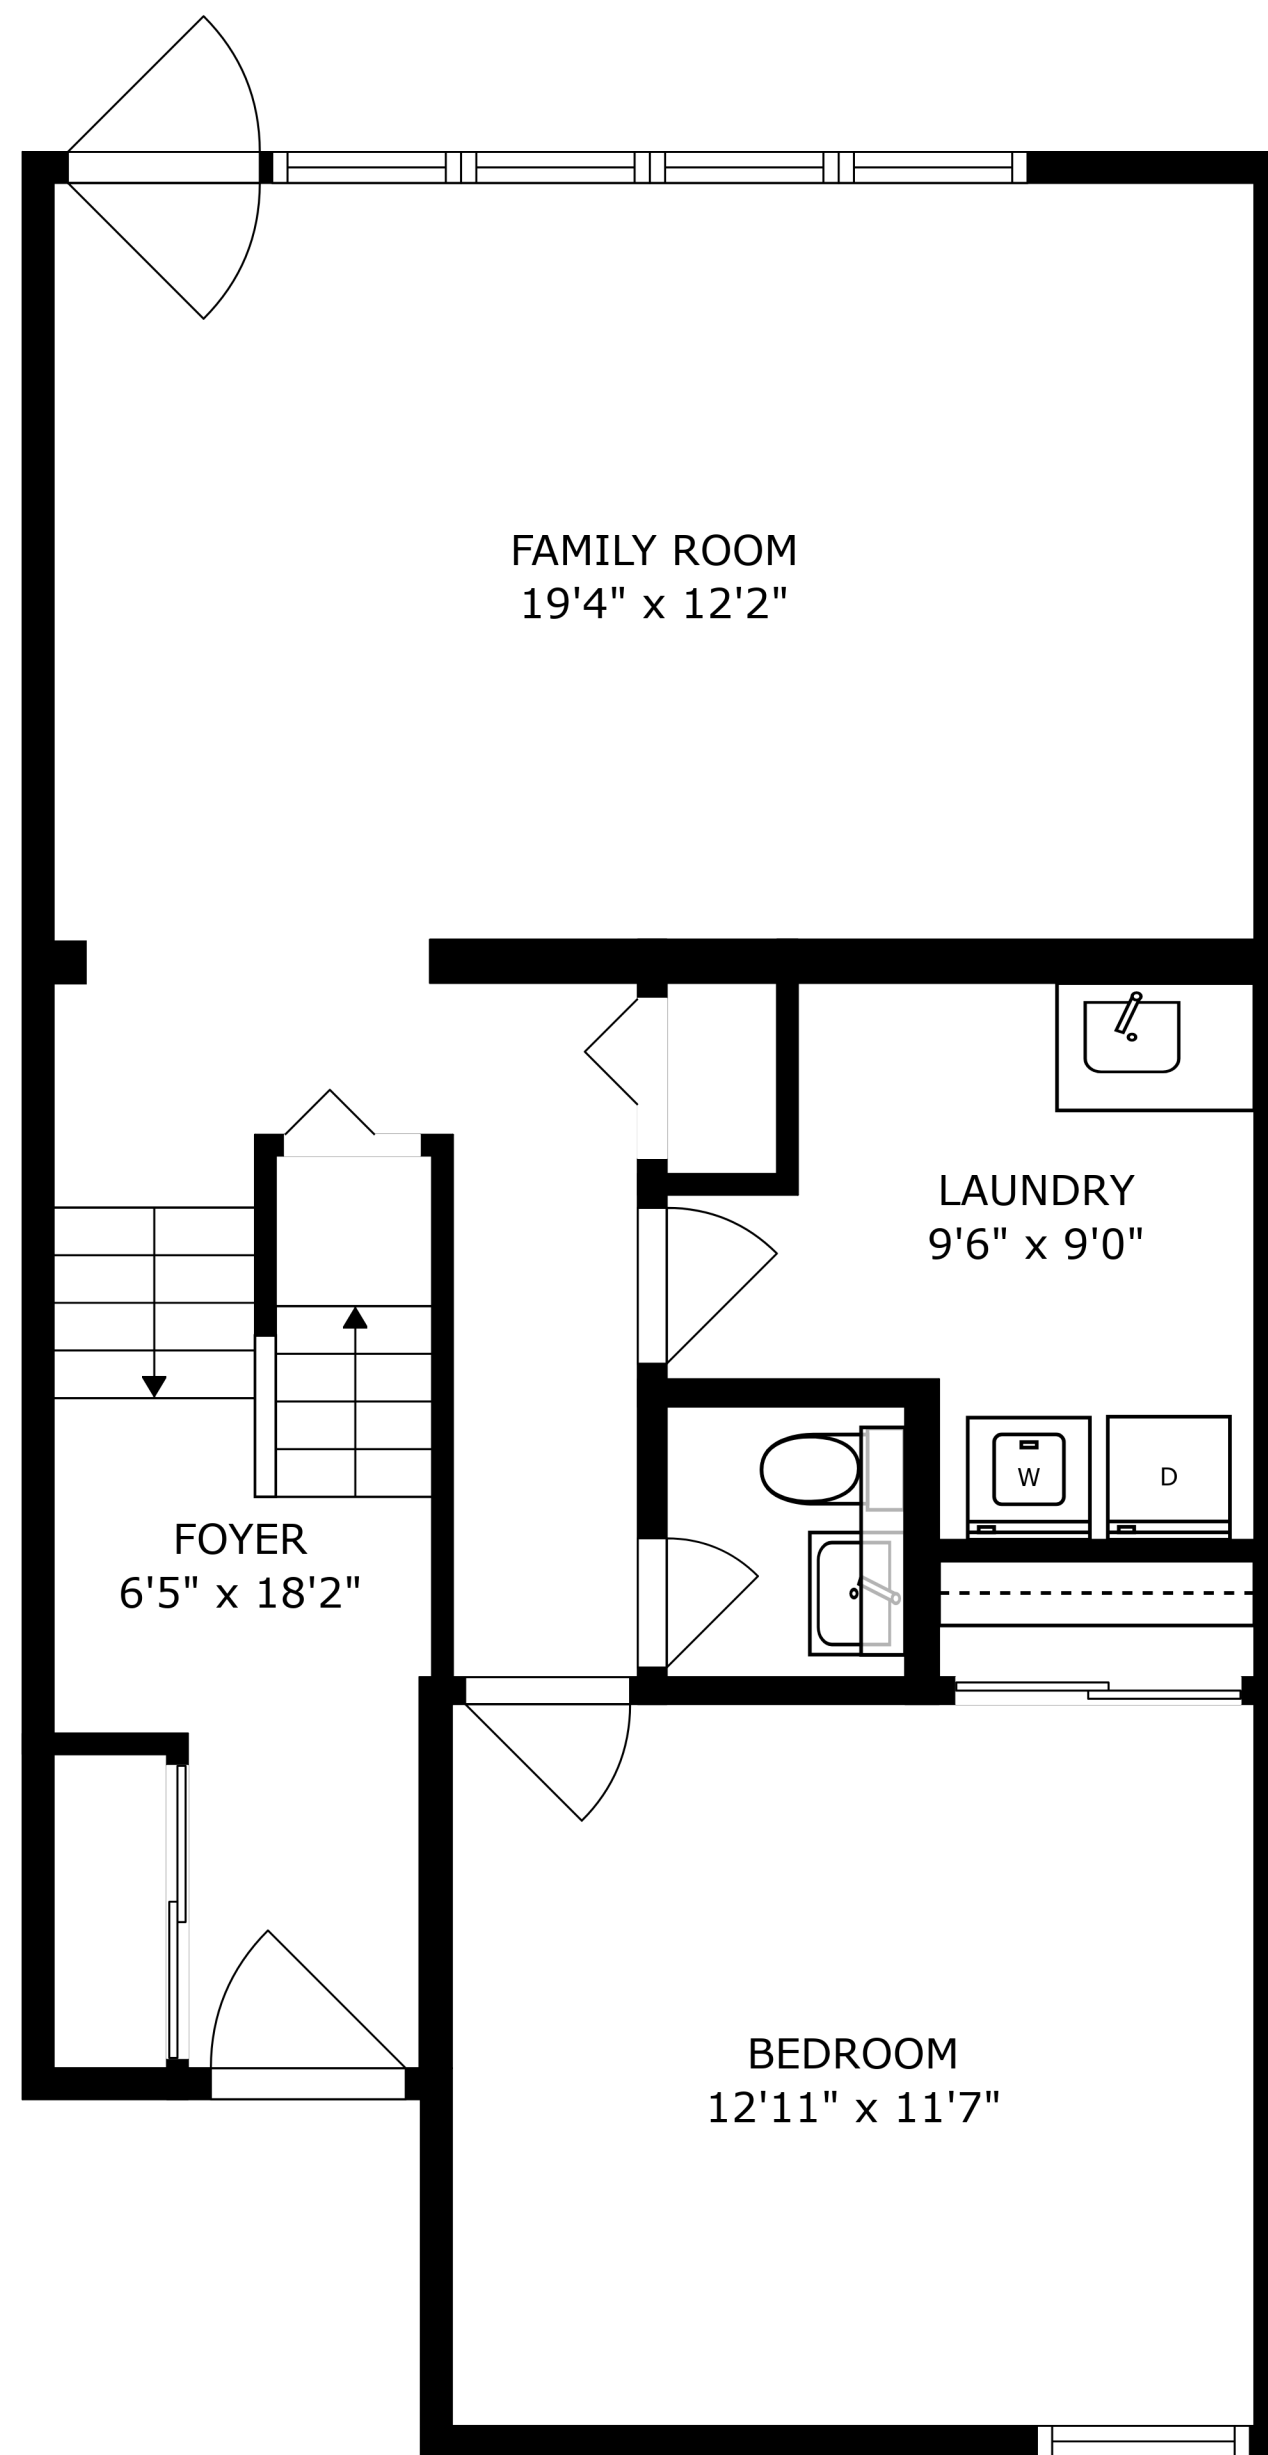 FAMILY ROOM
19'4" x 12'2"
LAUNDRY
9'6" x 9'0"
W
D
FOYER
6'5" x 18'2"
BEDROOM
12'11" x 11'7"